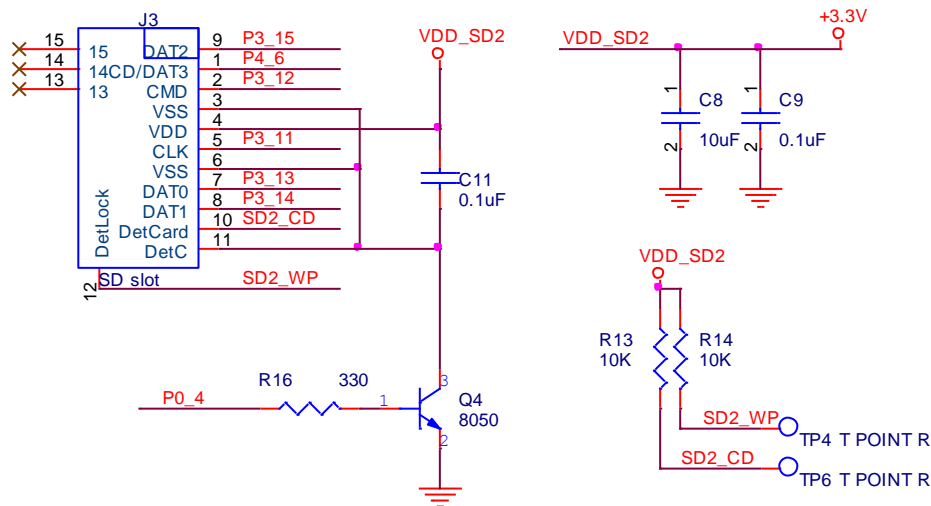 J3
15 15 DAT2 9 P3_15
14 14 CD/DAT3 1 P4_6
13 13 CMD 2 P3_12
VSS 3
VDD 4
CLK 5 P3_11
VSS 6
DAT0 7 P3_13
DAT1 8 P3_14
DetCard 10 SD2_CD
DetC 11
DetLock
12 SD slot SD2_WP
VDD_SD2
C11
0.1uF
P0_4 R16 330 1 3 2
Q4
8050
VDD_SD2 +3.3V
1 2 C8
10uF
1 2 C9
0.1uF
VDD_SD2
R13
10K
R14
10K
SD2_WP
TP4 T POINT R
SD2_CD
TP6 T POINT R